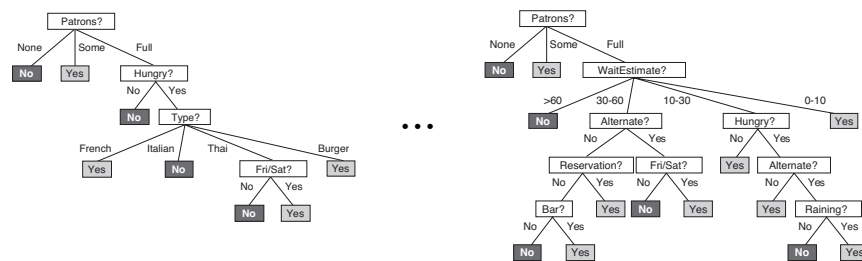 Patrons?
None Some Full
No Yes Hungry?
No Yes
No Type?
French Italian Thai Burger
Yes No Fri/Sat? Yes
No Yes
No Yes
• • •
Patrons?
None Some Full
No Yes WaitEstimate?
>60 30-60 10-30 0-10
No Alternate? Hungry? Yes
No Yes No Yes
Reservation? Fri/Sat? Yes Alternate?
No Yes No Yes No Yes
Bar? Yes No Yes Yes Raining?
No Yes No Yes
No Yes No Yes